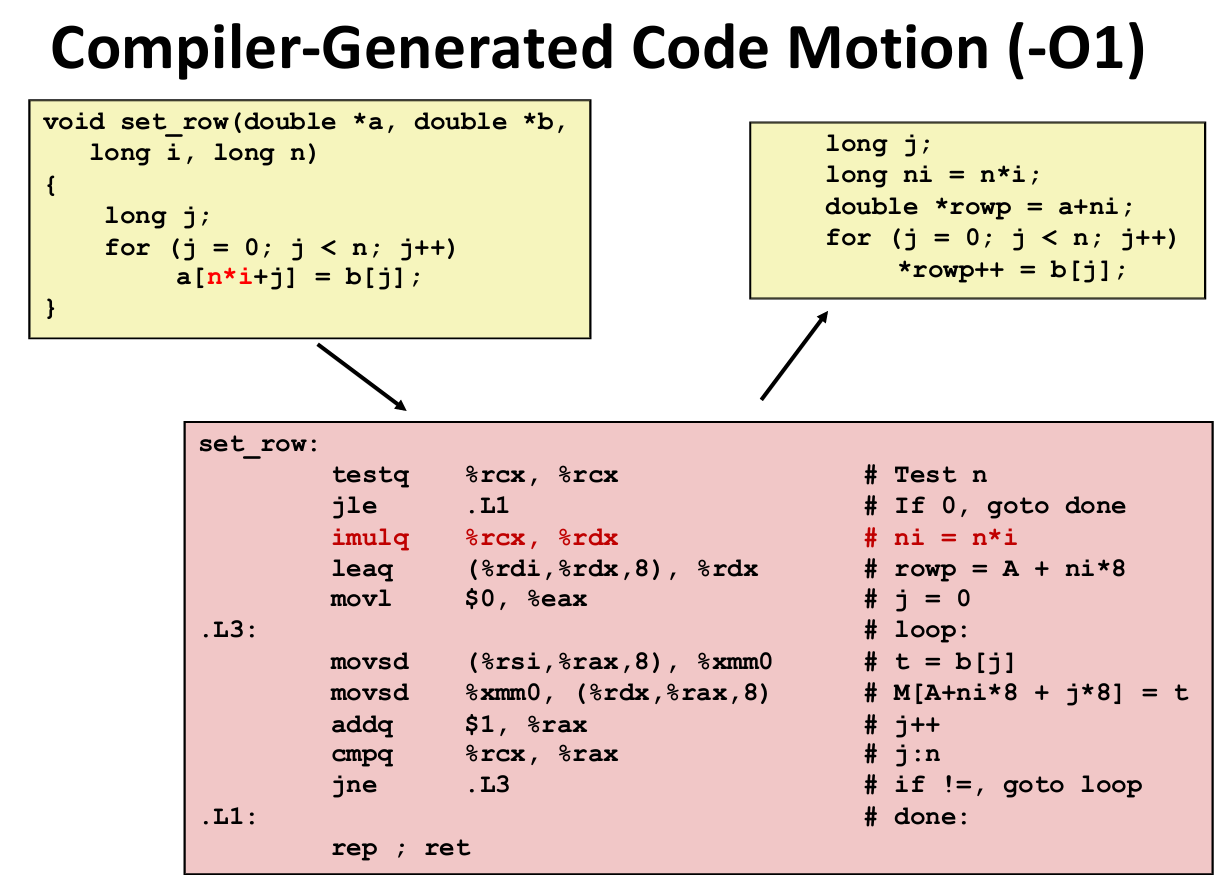 Compiler-Generated Code Motion (-O1)
void set_row(double *a, double *b,
   long i, long n)
{
    long j;
    for (j = 0; j < n; j++)
         a[n*i+j] = b[j];
}
    long j;
    long ni = n*i;
    double *rowp = a+ni;
    for (j = 0; j < n; j++)
         *rowp++ = b[j];
set_row:
        testq   %rcx, %rcx                # Test n
        jle     .L1                       # If 0, goto done
        imulq   %rcx, %rdx                # ni = n*i
        leaq    (%rdi,%rdx,8), %rdx       # rowp = A + ni*8
        movl    $0, %eax                  # j = 0
.L3:                                      # loop:
        movsd   (%rsi,%rax,8), %xmm0      # t = b[j]
        movsd   %xmm0, (%rdx,%rax,8)      # M[A+ni*8 + j*8] = t
        addq    $1, %rax                  # j++
        cmpq    %rcx, %rax                # j:n
        jne     .L3                       # if !=, goto loop
.L1:                                      # done:
        rep ; ret